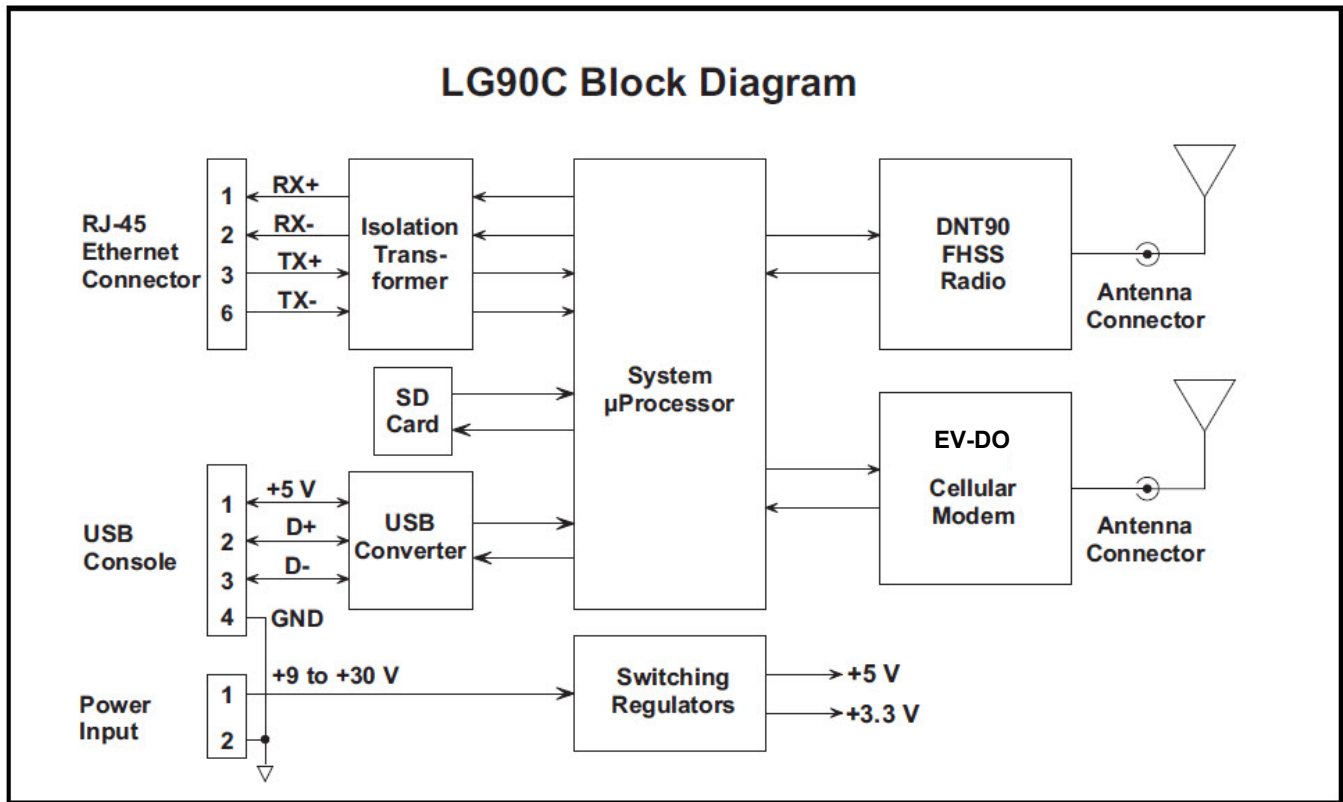 LG90C Block Diagram
RJ-45
Ethernet
Connector
1
2
3
6
RX+
RX-
TX+
TX-
Isolation
Trans-
former
SD
Card
USB
Console
1
2
3
4
+5 V
D+
D-
GND
USB
Converter
Power
Input
1
2
+9 to +30 V
System
µProcessor
Switching
Regulators
+5 V
+3.3 V
DNT90
FHSS
Radio
Antenna
Connector
EV-DO
Cellular
Modem
Antenna
Connector